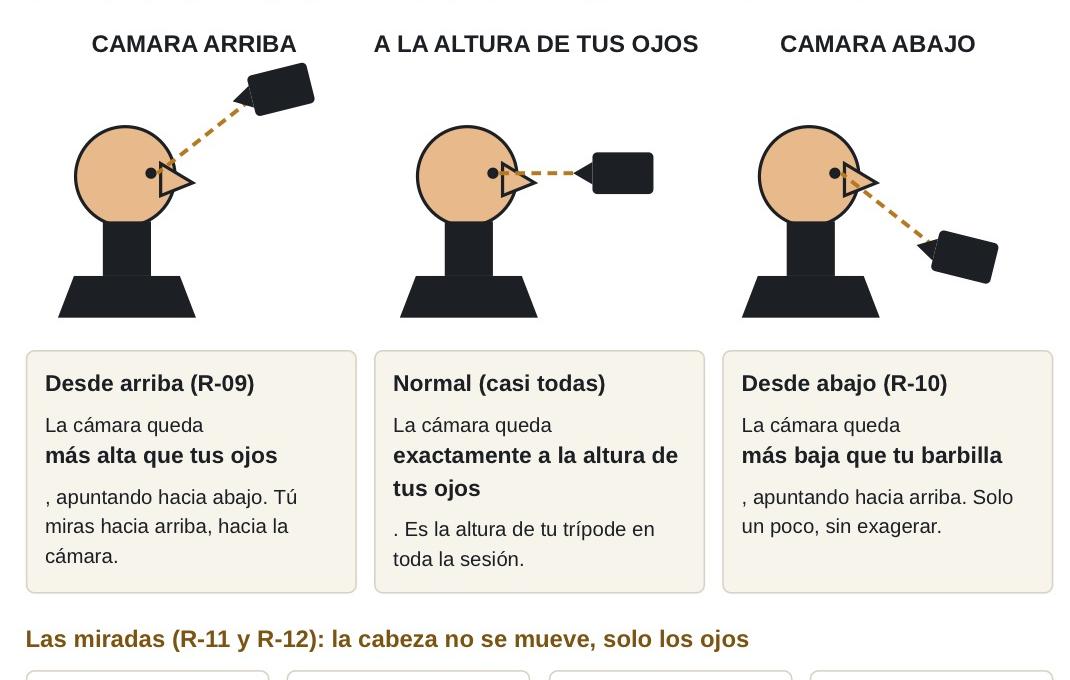 CAMARA ARRIBA
A LA ALTURA DE TUS OJOS
CAMARA ABAJO
Desde arriba (R-09)
La cámara queda
más alta que tus ojos
, apuntando hacia abajo. Tú
miras hacia arriba, hacia la
cámara.
Normal (casi todas)
La cámara queda
exactamente a la altura de
tus ojos
. Es la altura de tu trípode en
toda la sesión.
Desde abajo (R-10)
La cámara queda
más baja que tu barbilla
, apuntando hacia arriba. Solo
un poco, sin exagerar.
Las miradas (R-11 y R-12): la cabeza no se mueve, solo los ojos